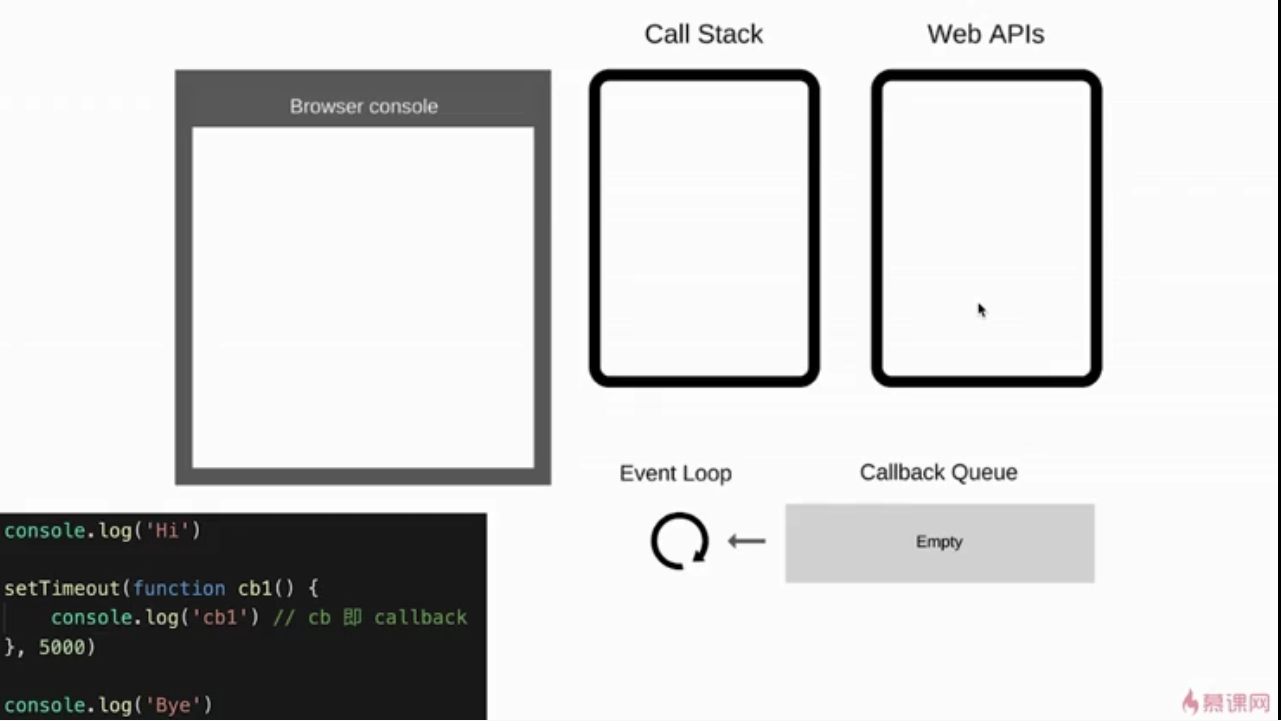 Call Stack
Web APIs
Browser console
Event Loop
Callback Queue
Empty
console.log('Hi')
setTimeout(function cb1() {
    console.log('cb1') // cb 即 callback
}, 5000)
console.log('Bye')
慕课网